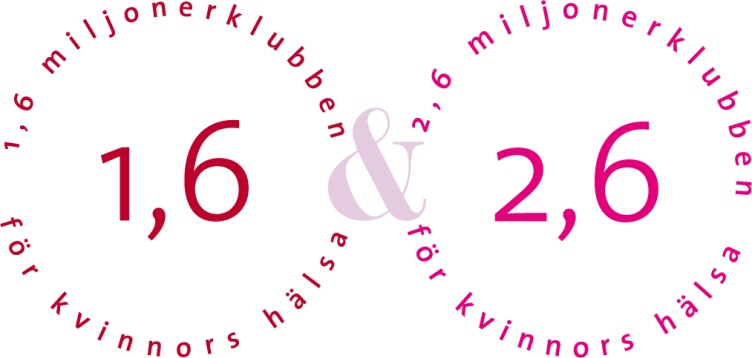 1,6 miljonerklubben
1,6
för kvinnors hälsa
&
2,6 miljonerklubben
2,6
för kvinnors hälsa